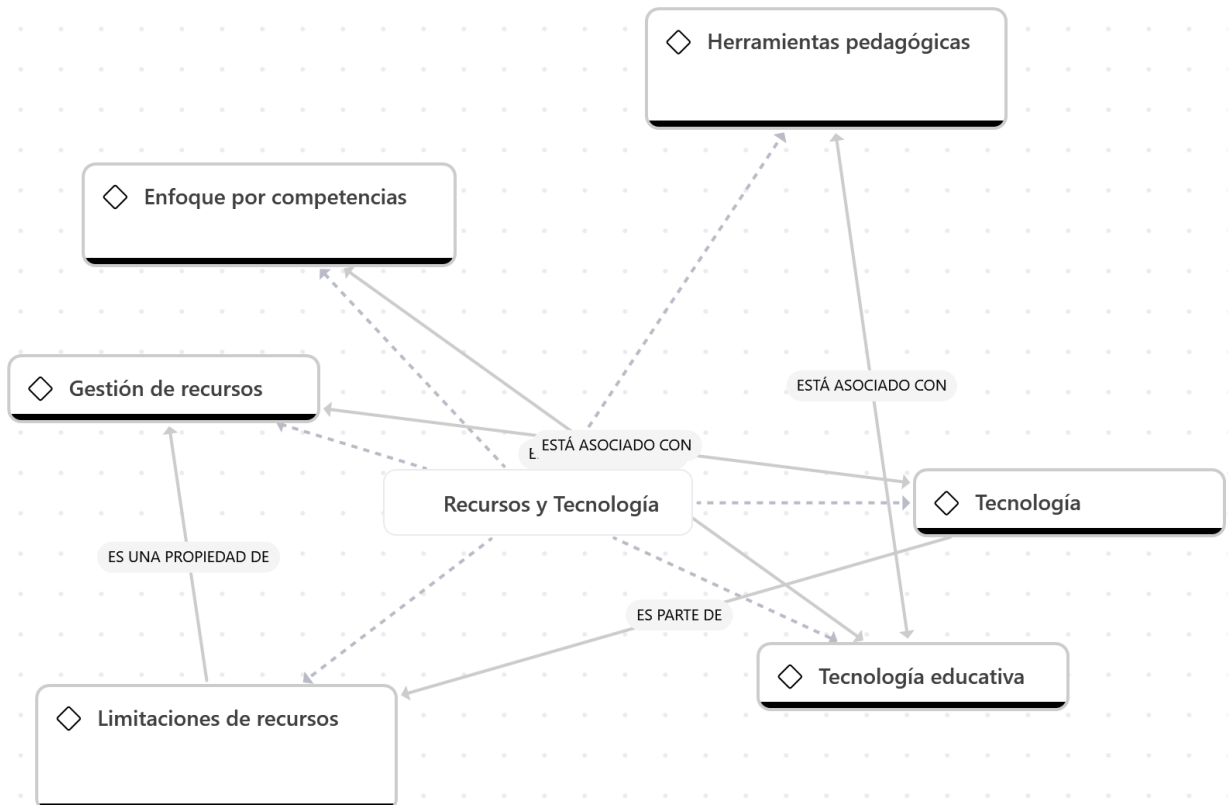 Herramientas pedagógicas
Enfoque por competencias
Gestión de recursos
ESTÁ ASOCIADO CON
ESTÁ ASOCIADO CON
Recursos y Tecnología
Tecnología
ES UNA PROPIEDAD DE
ES PARTE DE
Tecnología educativa
Limitaciones de recursos